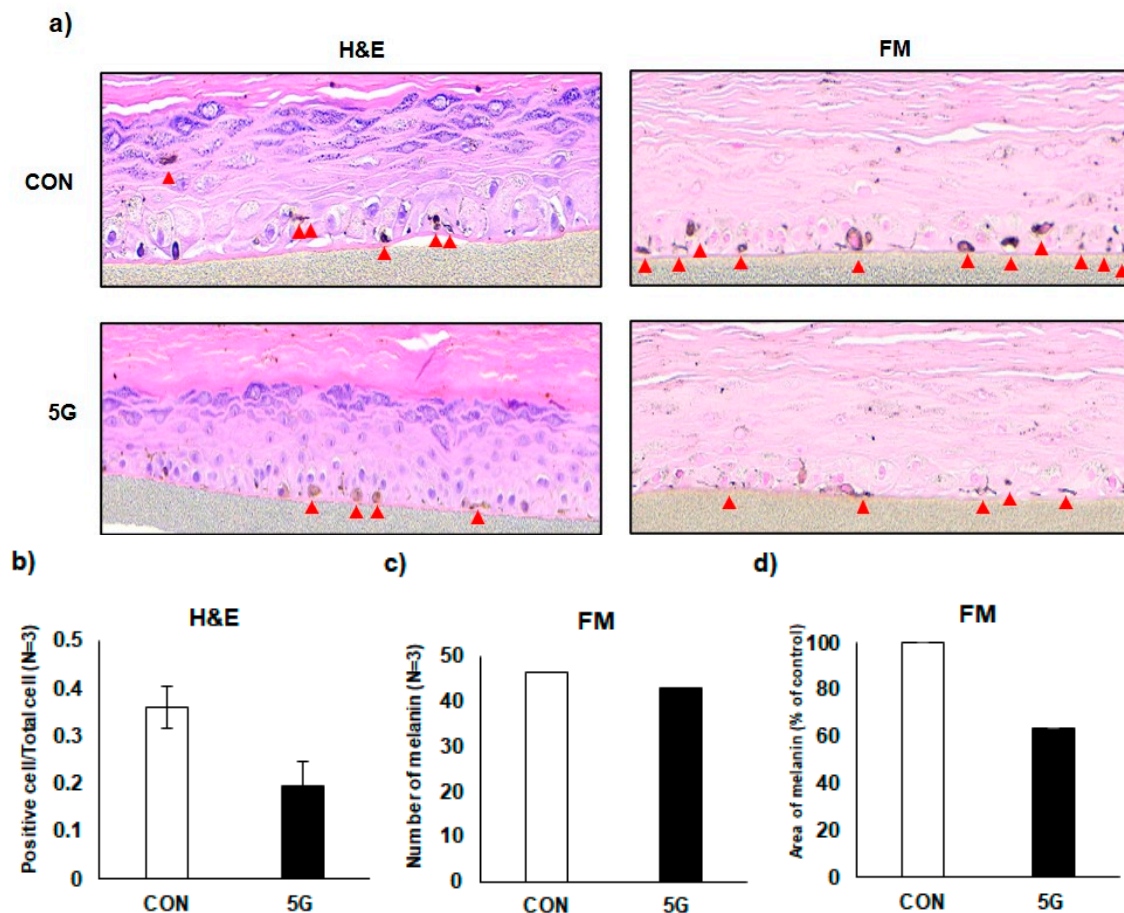 a)
H&E
FM
CON
5G
b)
c)
d)
H&E
Positive cell/Total cell (N=3)
0.5
0.4
0.3
0.2
0.1
0
CON
5G
FM
Number of melanin (N=3)
50
40
30
20
10
0
CON
5G
FM
Area of melanin (% of control)
100
80
60
40
20
0
CON
5G